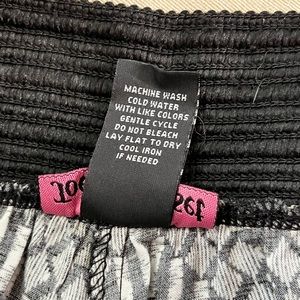 MACHINE WASH
COLD WATER
WITH LIKE COLORS
GENTLE CYCLE
DO NOT BLEACH
LAY FLAT TO DRY
COOL IRON
IF NEEDED